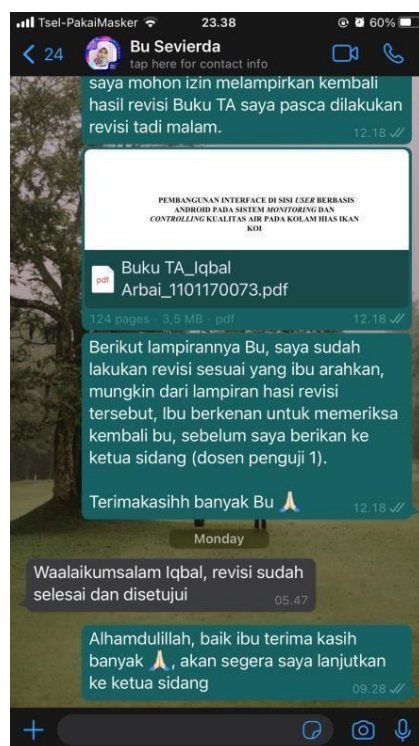 Tsel-PakaiMasker 23.38 60%
24 Bu Sevierda
tap here for contact info
saya mohon izin melampirkan kembali
hasil revisi Buku TA saya pasca dilakukan
revisi tadi malam.
12.18
PEMBANGUNAN INTERFACE DI SISI USER BERBASIS
ANDROID PADA SISTEM MONITORING DAN
CONTROLLING KUALITAS AIR PADA KOLAM HIAS IKAN
KOI
pdf
Buku TA_Iqbal
Arbai_1101170073.pdf
124 pages · 3,5 MB · pdf 12.18
Berikut lampirannya Bu, saya sudah
lakukan revisi sesuai yang ibu arahkan,
mungkin dari lampiran hasi revisi
tersebut, Ibu berkenan untuk memeriksa
kembali bu, sebelum saya berikan ke
ketua sidang (dosen penguji 1).
Terimakasihh banyak Bu 🙏🏻
12.18
Monday
Waalaikumsalam Iqbal, revisi sudah
selesai dan disetujui
05.47
Alhamdulillah, baik ibu terima kasih
banyak 🙏🏻, akan segera saya lanjutkan
ke ketua sidang
09.28